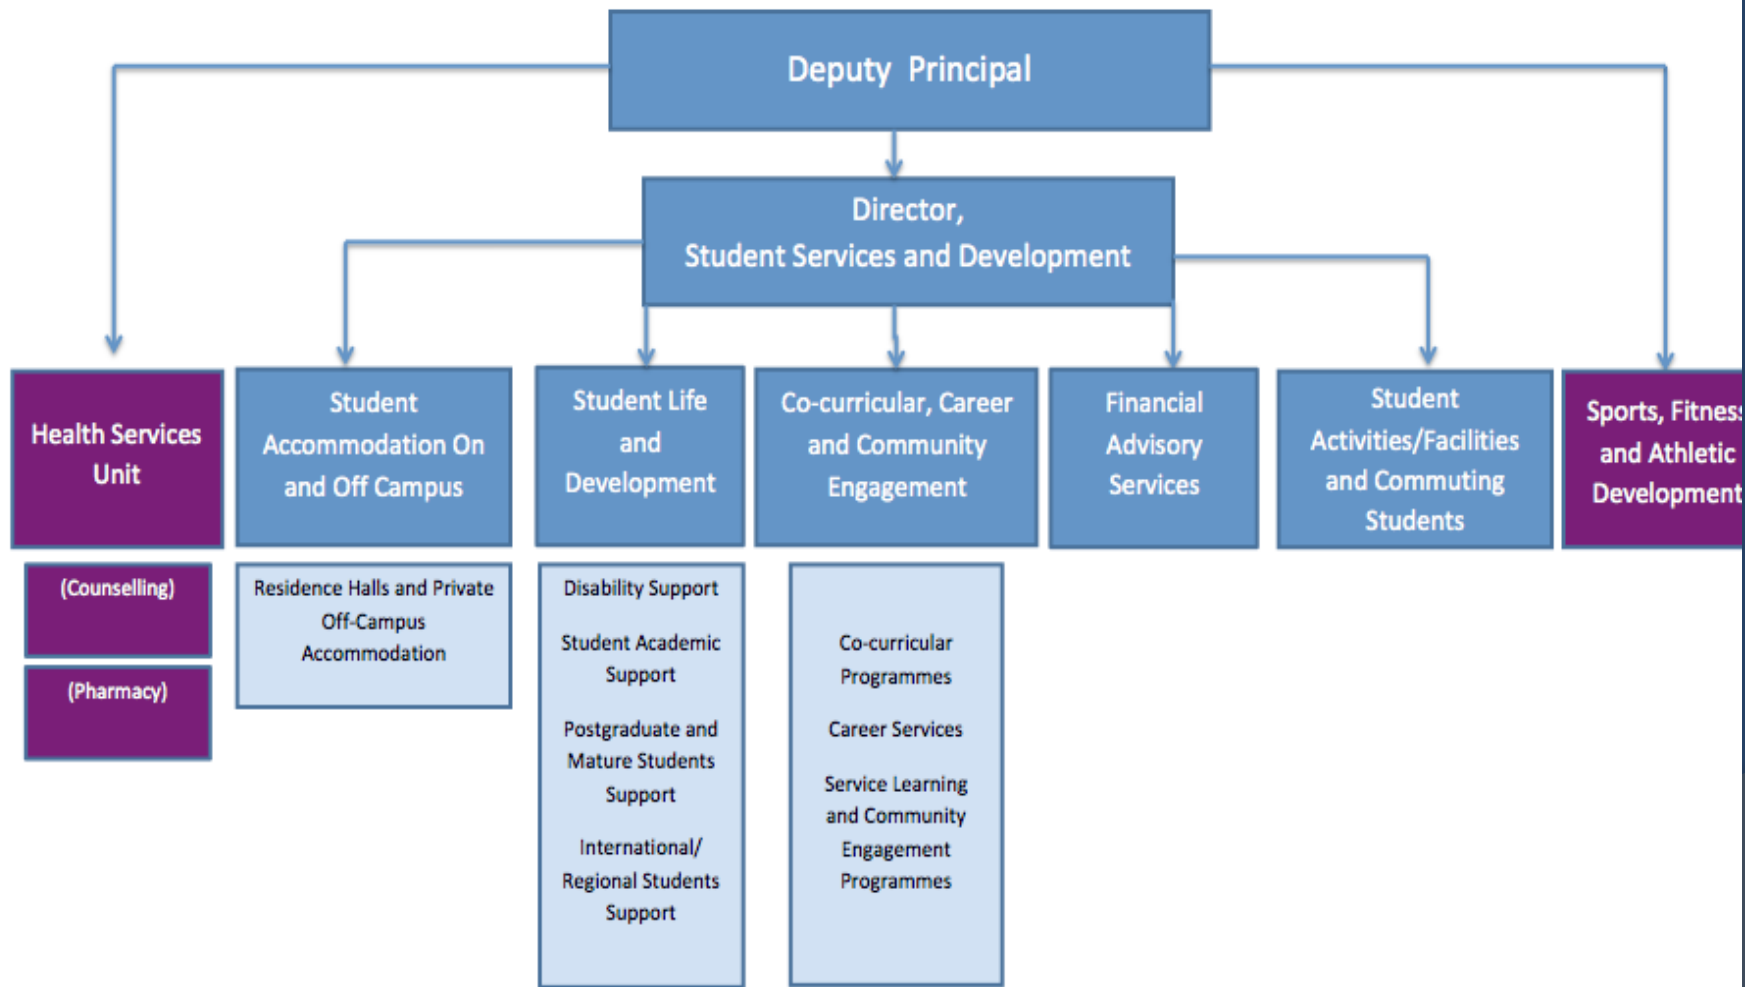 Deputy Principal
Director,
Student Services and Development
Health Services
Unit
Student
Accommodation On
and Off Campus
Student Life
and
Development
Co-curricular, Career
and Community
Engagement
Financial
Advisory
Services
Student
Activities/Facilities
and Commuting
Students
Sports, Fitness
and Athletic
Development
(Counselling)
(Pharmacy)
Residence Halls and Private
Off-Campus
Accommodation
Disability Support
Student Academic
Support
Postgraduate and
Mature Students
Support
International/
Regional Students
Support
Co-curricular
Programmes
Career Services
Service Learning
and Community
Engagement
Programmes